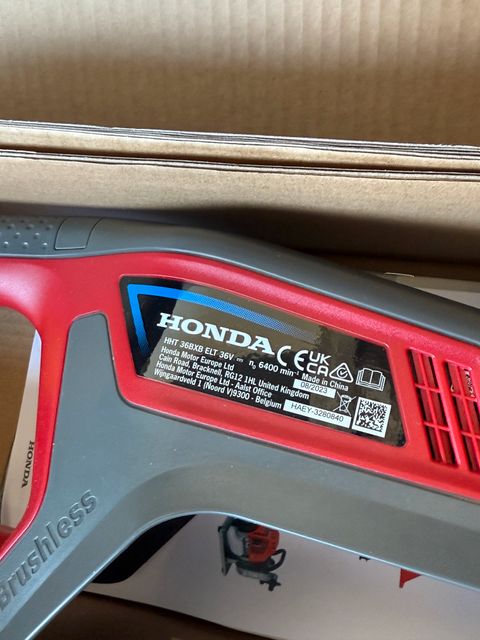 HONDA
CE UKCA
HHT 36BXB ELT 36V ⎓ n₀ 6400 min⁻¹
Honda Motor Europe Ltd Made in China
Cain Road, Bracknell, RG12 1HL United Kingdom 08/2023
Honda Motor Europe Ltd - Aalst Office
Wijngaardveld 1 (Noord V)9300 - Belgium
HAEY-3280840
HONDA
Brushless